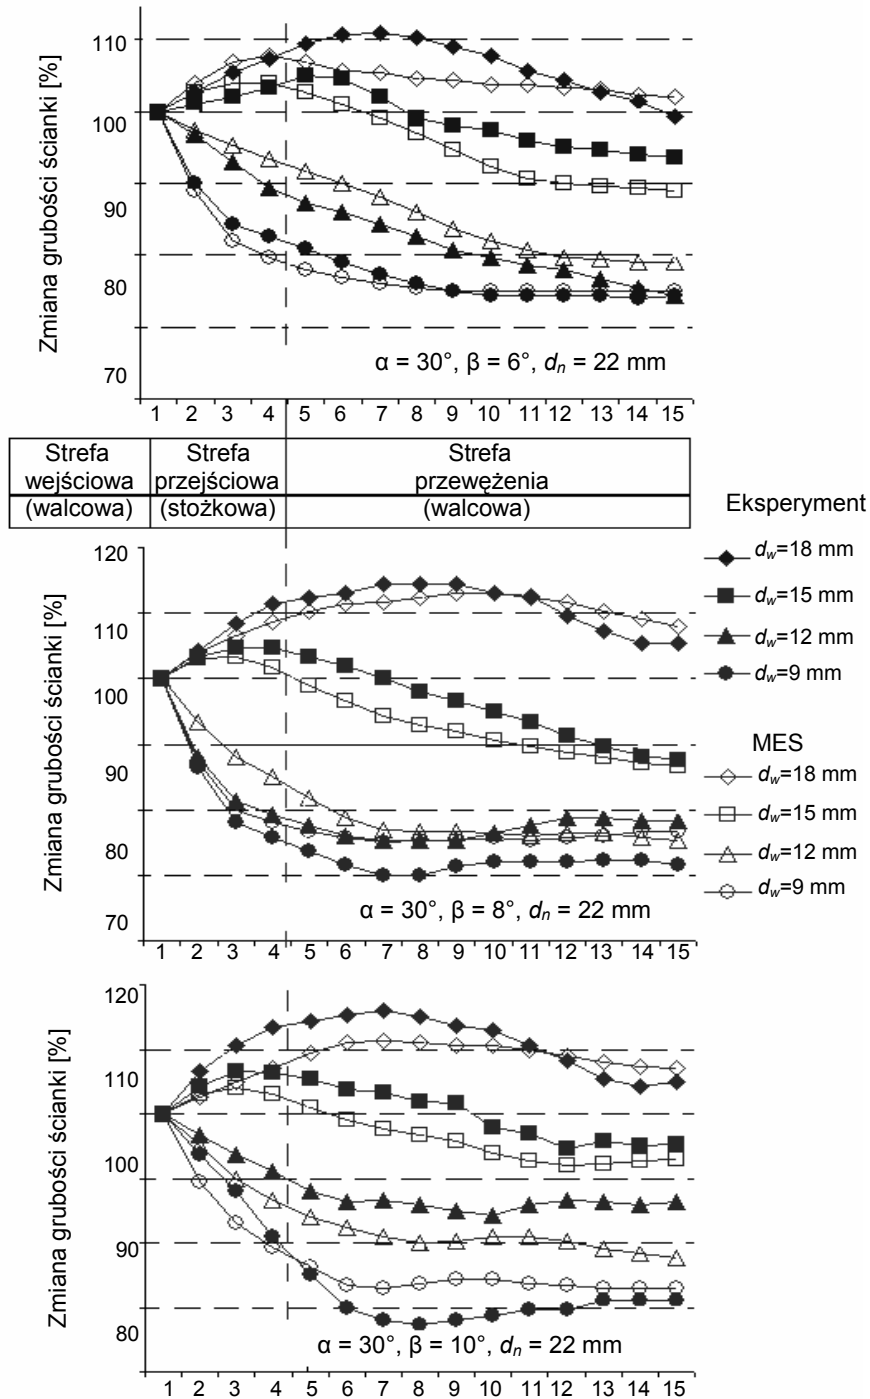 Zmiana grubości ścianki [%]
110
100
90
80
70
α = 30°, β = 6°, dn = 22 mm
1 2 3 4 5 6 7 8 9 10 11 12 13 14 15
Strefa wejściowa (walcowa)
Strefa przejściowa (stożkowa)
Strefa przewężenia (walcowa)
Eksperyment
dw=18 mm
dw=15 mm
dw=12 mm
dw=9 mm
MES
dw=18 mm
dw=15 mm
dw=12 mm
dw=9 mm
Zmiana grubości ścianki [%]
120
110
100
90
80
70
α = 30°, β = 8°, dn = 22 mm
1 2 3 4 5 6 7 8 9 10 11 12 13 14 15
Zmiana grubości ścianki [%]
120
110
100
90
80
α = 30°, β = 10°, dn = 22 mm
1 2 3 4 5 6 7 8 9 10 11 12 13 14 15